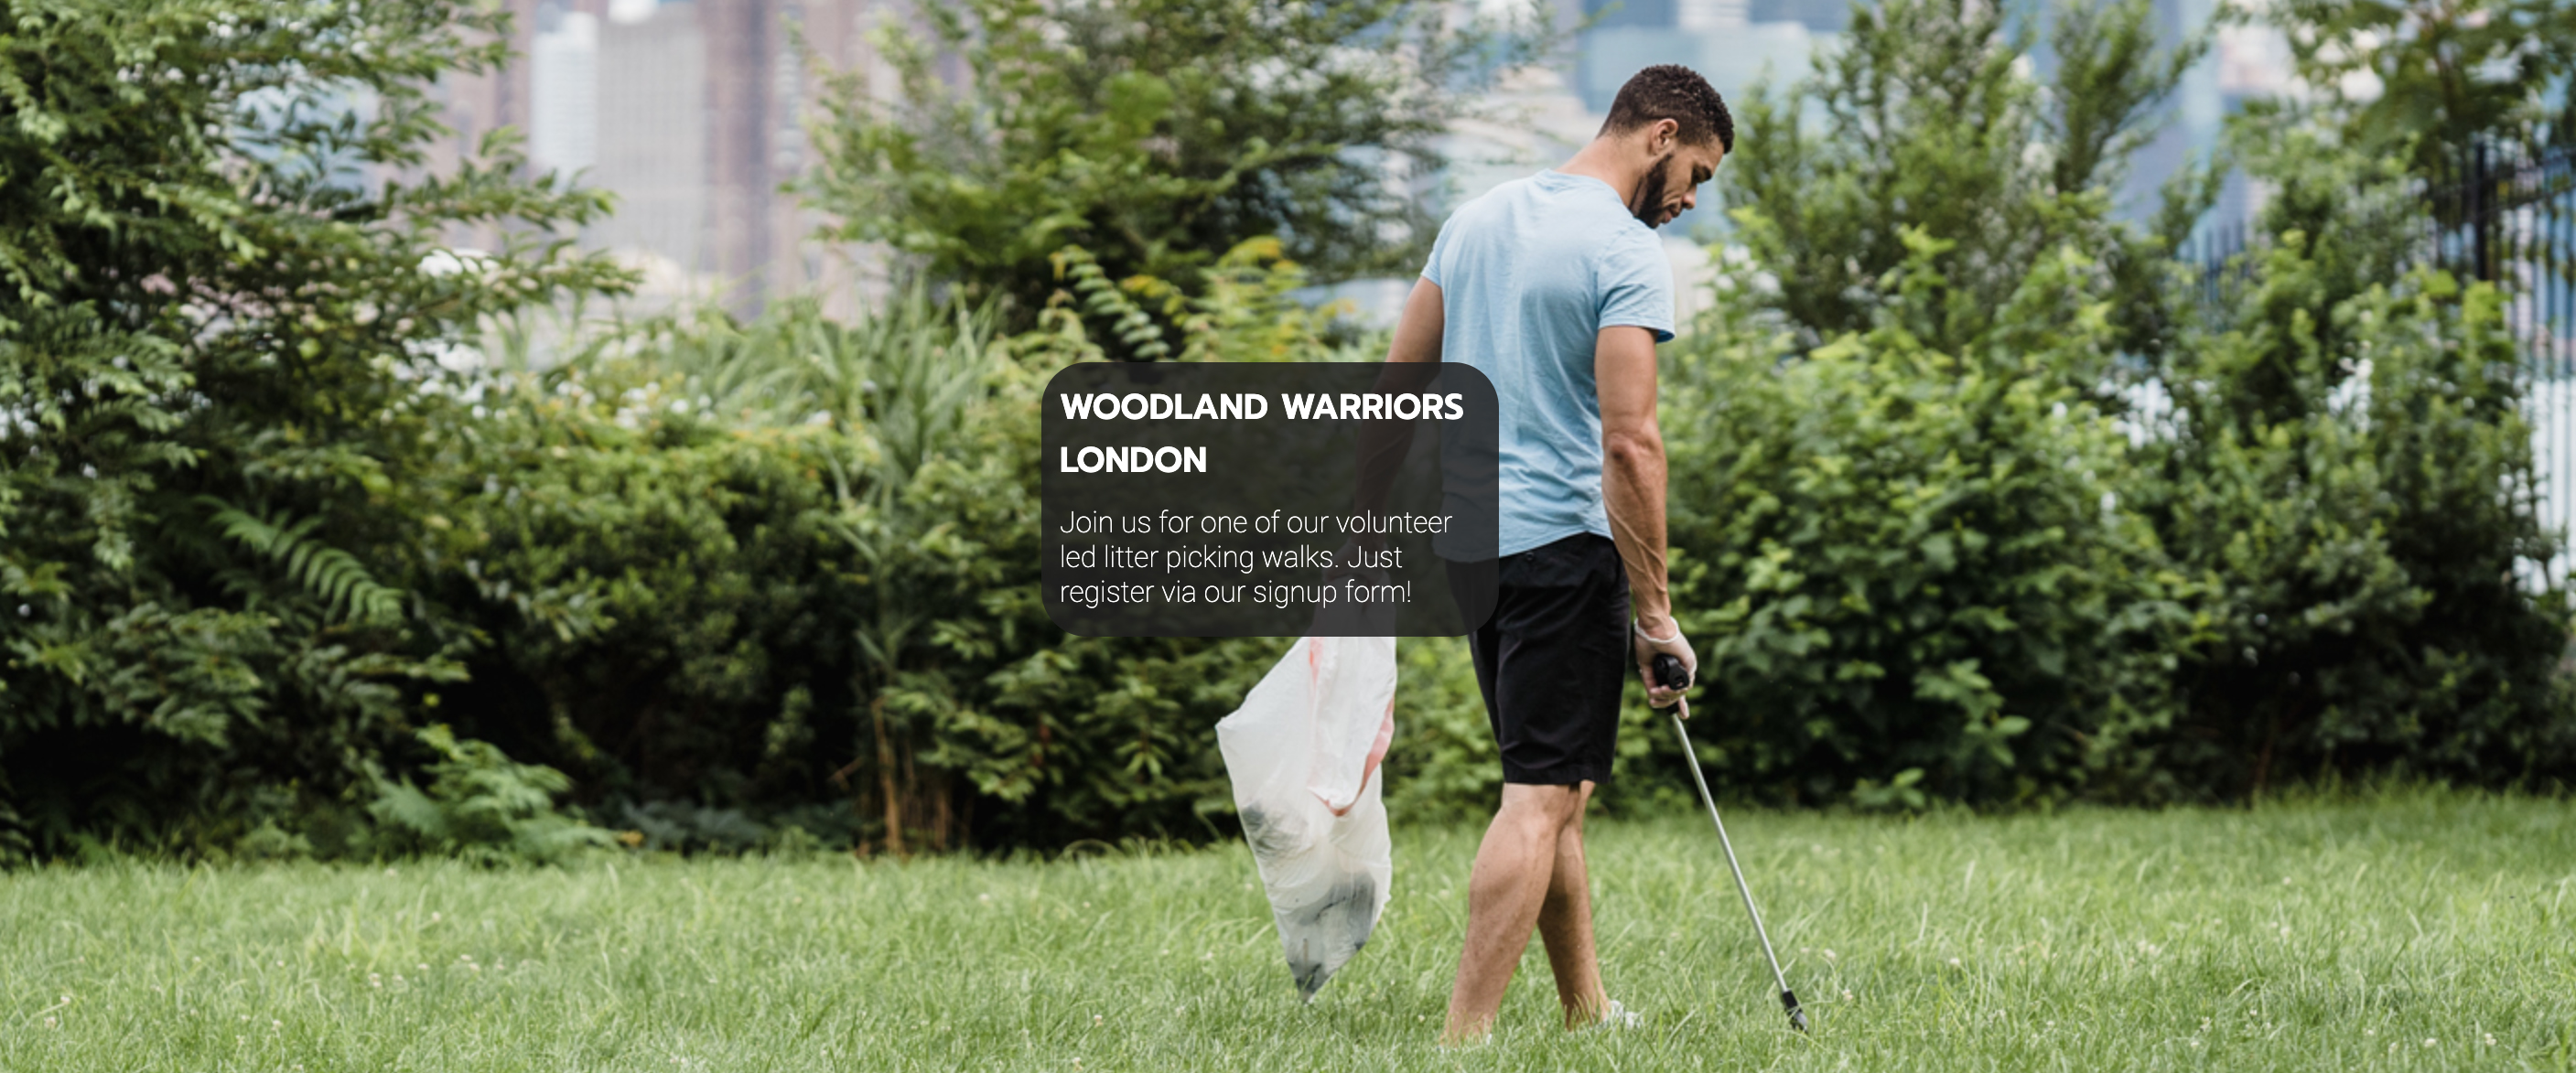 WOODLAND WARRIORS
LONDON
Join us for one of our volunteer
led litter picking walks. Just
register via our signup form!